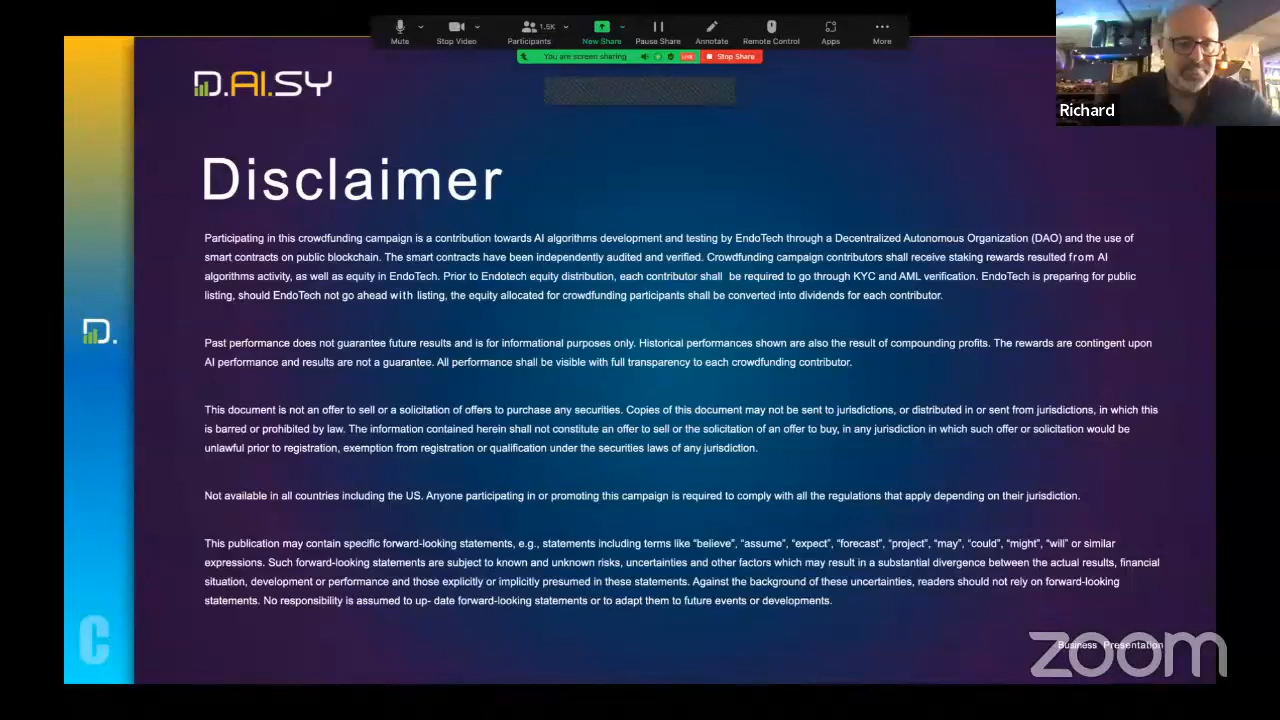 1.5K
Mute
Stop Video
Participants
New Share
Pause Share
Annotate
Remote Control
Apps
More
You are screen sharing
LIVE
Stop Share
Richard
D.AI.SY
Disclaimer
Participating in this crowdfunding campaign is a contribution towards AI algorithms development and testing by EndoTech through a Decentralized Autonomous Organization (DAO) and the use of
smart contracts on public blockchain. The smart contracts have been independently audited and verified. Crowdfunding campaign contributors shall receive staking rewards resulted from AI
algorithms activity, as well as equity in EndoTech. Prior to Endotech equity distribution, each contributor shall be required to go through KYC and AML verification. EndoTech is preparing for public
listing, should EndoTech not go ahead with listing, the equity allocated for crowdfunding participants shall be converted into dividends for each contributor.
Past performance does not guarantee future results and is for informational purposes only. Historical performances shown are also the result of compounding profits. The rewards are contingent upon
AI performance and results are not a guarantee. All performance shall be visible with full transparency to each crowdfunding contributor.
D.
This document is not an offer to sell or a solicitation of offers to purchase any securities. Copies of this document may not be sent to jurisdictions, or distributed in or sent from jurisdictions, in which this
is barred or prohibited by law. The information contained herein shall not constitute an offer to sell or the solicitation of an offer to buy, in any jurisdiction in which such offer or solicitation would be
unlawful prior to registration, exemption from registration or qualification under the securities laws of any jurisdiction.
Not available in all countries including the US. Anyone participating in or promoting this campaign is required to comply with all the regulations that apply depending on their jurisdiction.
This publication may contain specific forward-looking statements, e.g., statements including terms like “believe”, “assume”, “expect”, “forecast”, “project”, “may”, “could”, “might”, “will” or similar
expressions. Such forward-looking statements are subject to known and unknown risks, uncertainties and other factors which may result in a substantial divergence between the actual results, financial
situation, development or performance and those explicitly or implicitly presumed in these statements. Against the background of these uncertainties, readers should not rely on forward-looking
statements. No responsibility is assumed to up- date forward-looking statements or to adapt them to future events or developments.
C
Business Presentation
zoom